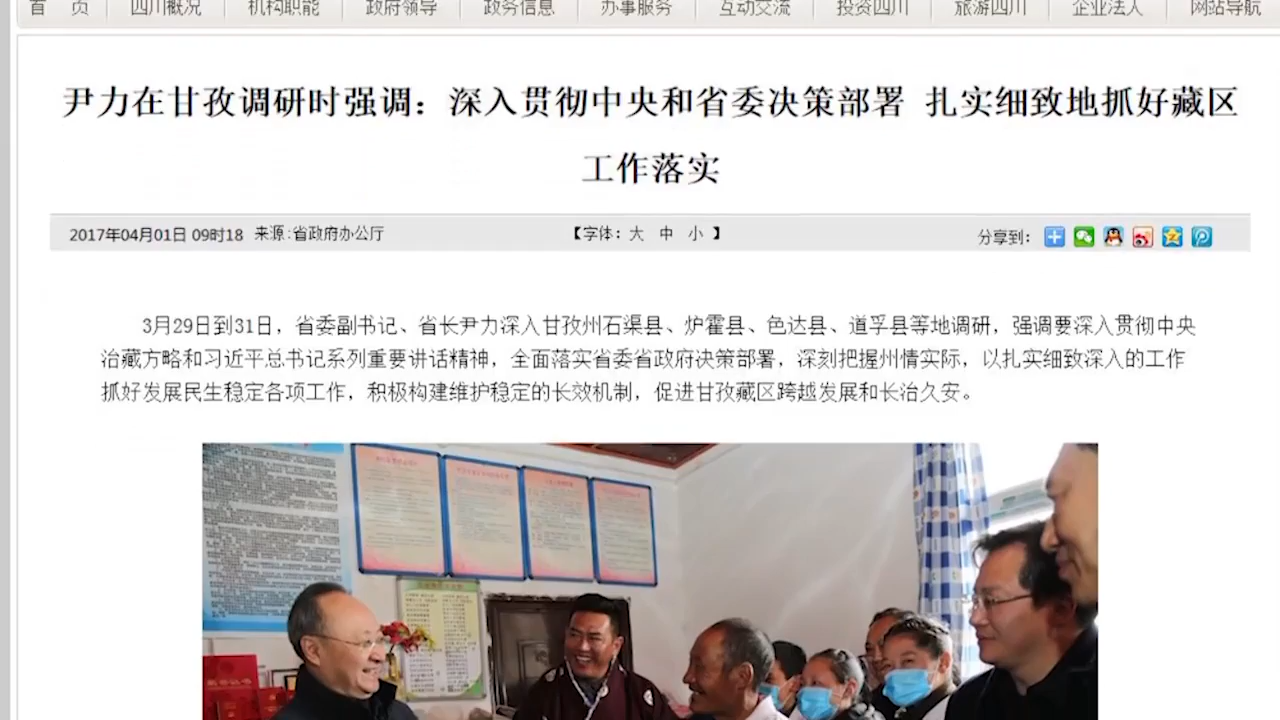 首 页 四川概况 机构职能 政府领导 政务信息 办事服务 互动交流 投资四川 旅游四川 企业法人 网站导航
尹力在甘孜调研时强调：深入贯彻中央和省委决策部署 扎实细致地抓好藏区
工作落实
2017年04月01日 09时18 来源:省政府办公厅 【字体：大 中 小 】 分享到：
3月29日到31日，省委副书记、省长尹力深入甘孜州石渠县、炉霍县、色达县、道孚县等地调研，强调要深入贯彻中央
治藏方略和习近平总书记系列重要讲话精神，全面落实省委省政府决策部署，深刻把握州情实际，以扎实细致深入的工作
抓好发展民生稳定各项工作，积极构建维护稳定的长效机制，促进甘孜藏区跨越发展和长治久安。